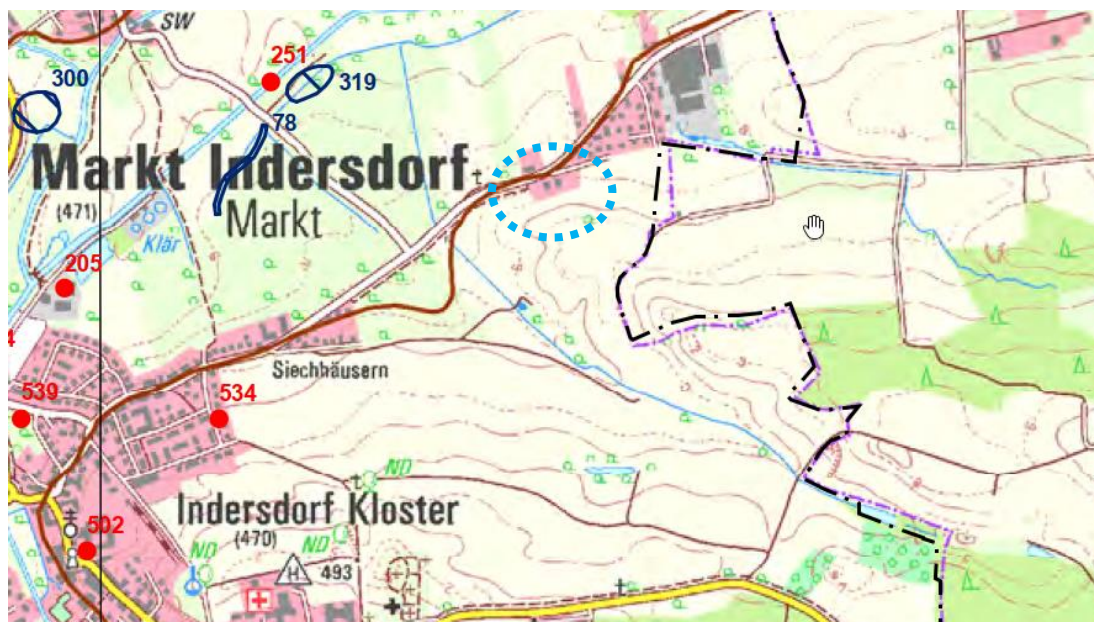 SW
251
300
319
78
Markt Indersdorf
(471)
Markt
Klär
205
4
Siechhäusern
539
534
ND
Indersdorf Kloster
(470)
ND
502
ND
H
493